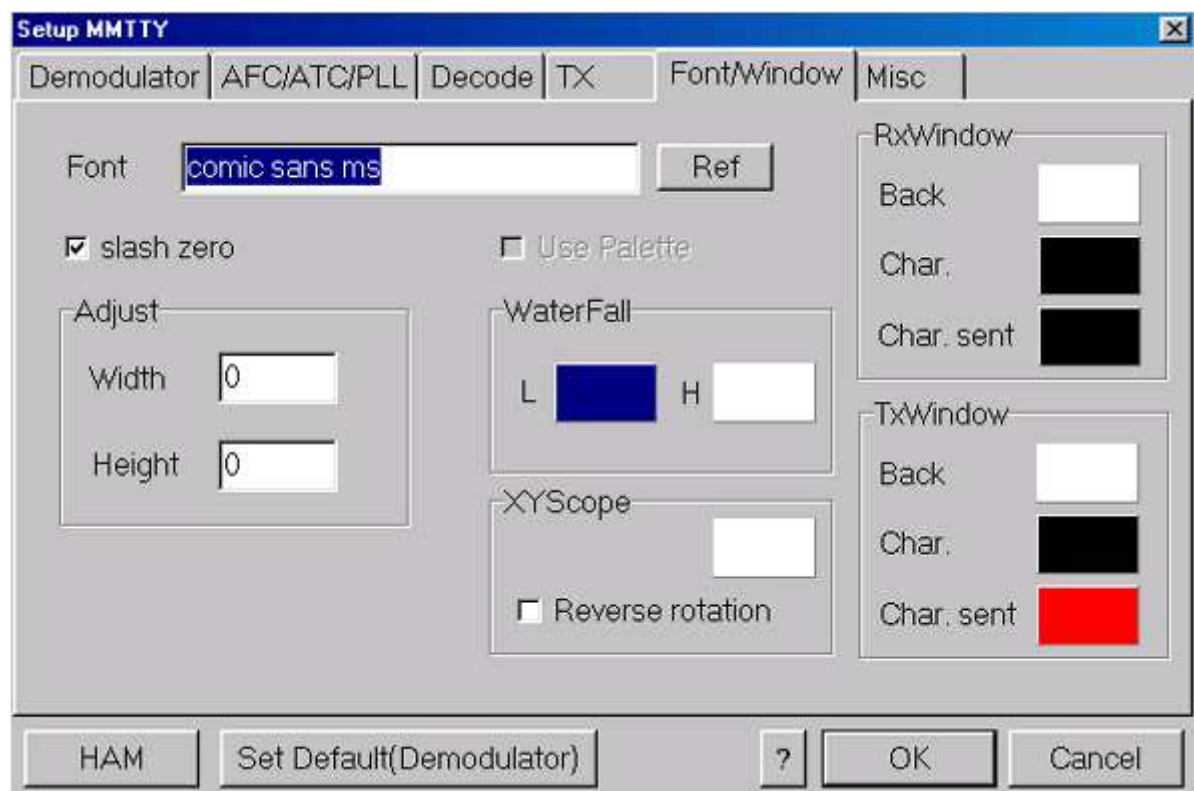 Setup MMTTY
Demodulator AFC/ATC/PLL Decode TX Font/Window Misc
Font comic sans ms Ref
slash zero
Use Palette
Adjust
Width 0
Height 0
WaterFall
L H
XYScope
Reverse rotation
RxWindow
Back
Char.
Char. sent
TxWindow
Back
Char.
Char. sent
HAM Set Default(Demodulator) ? OK Cancel